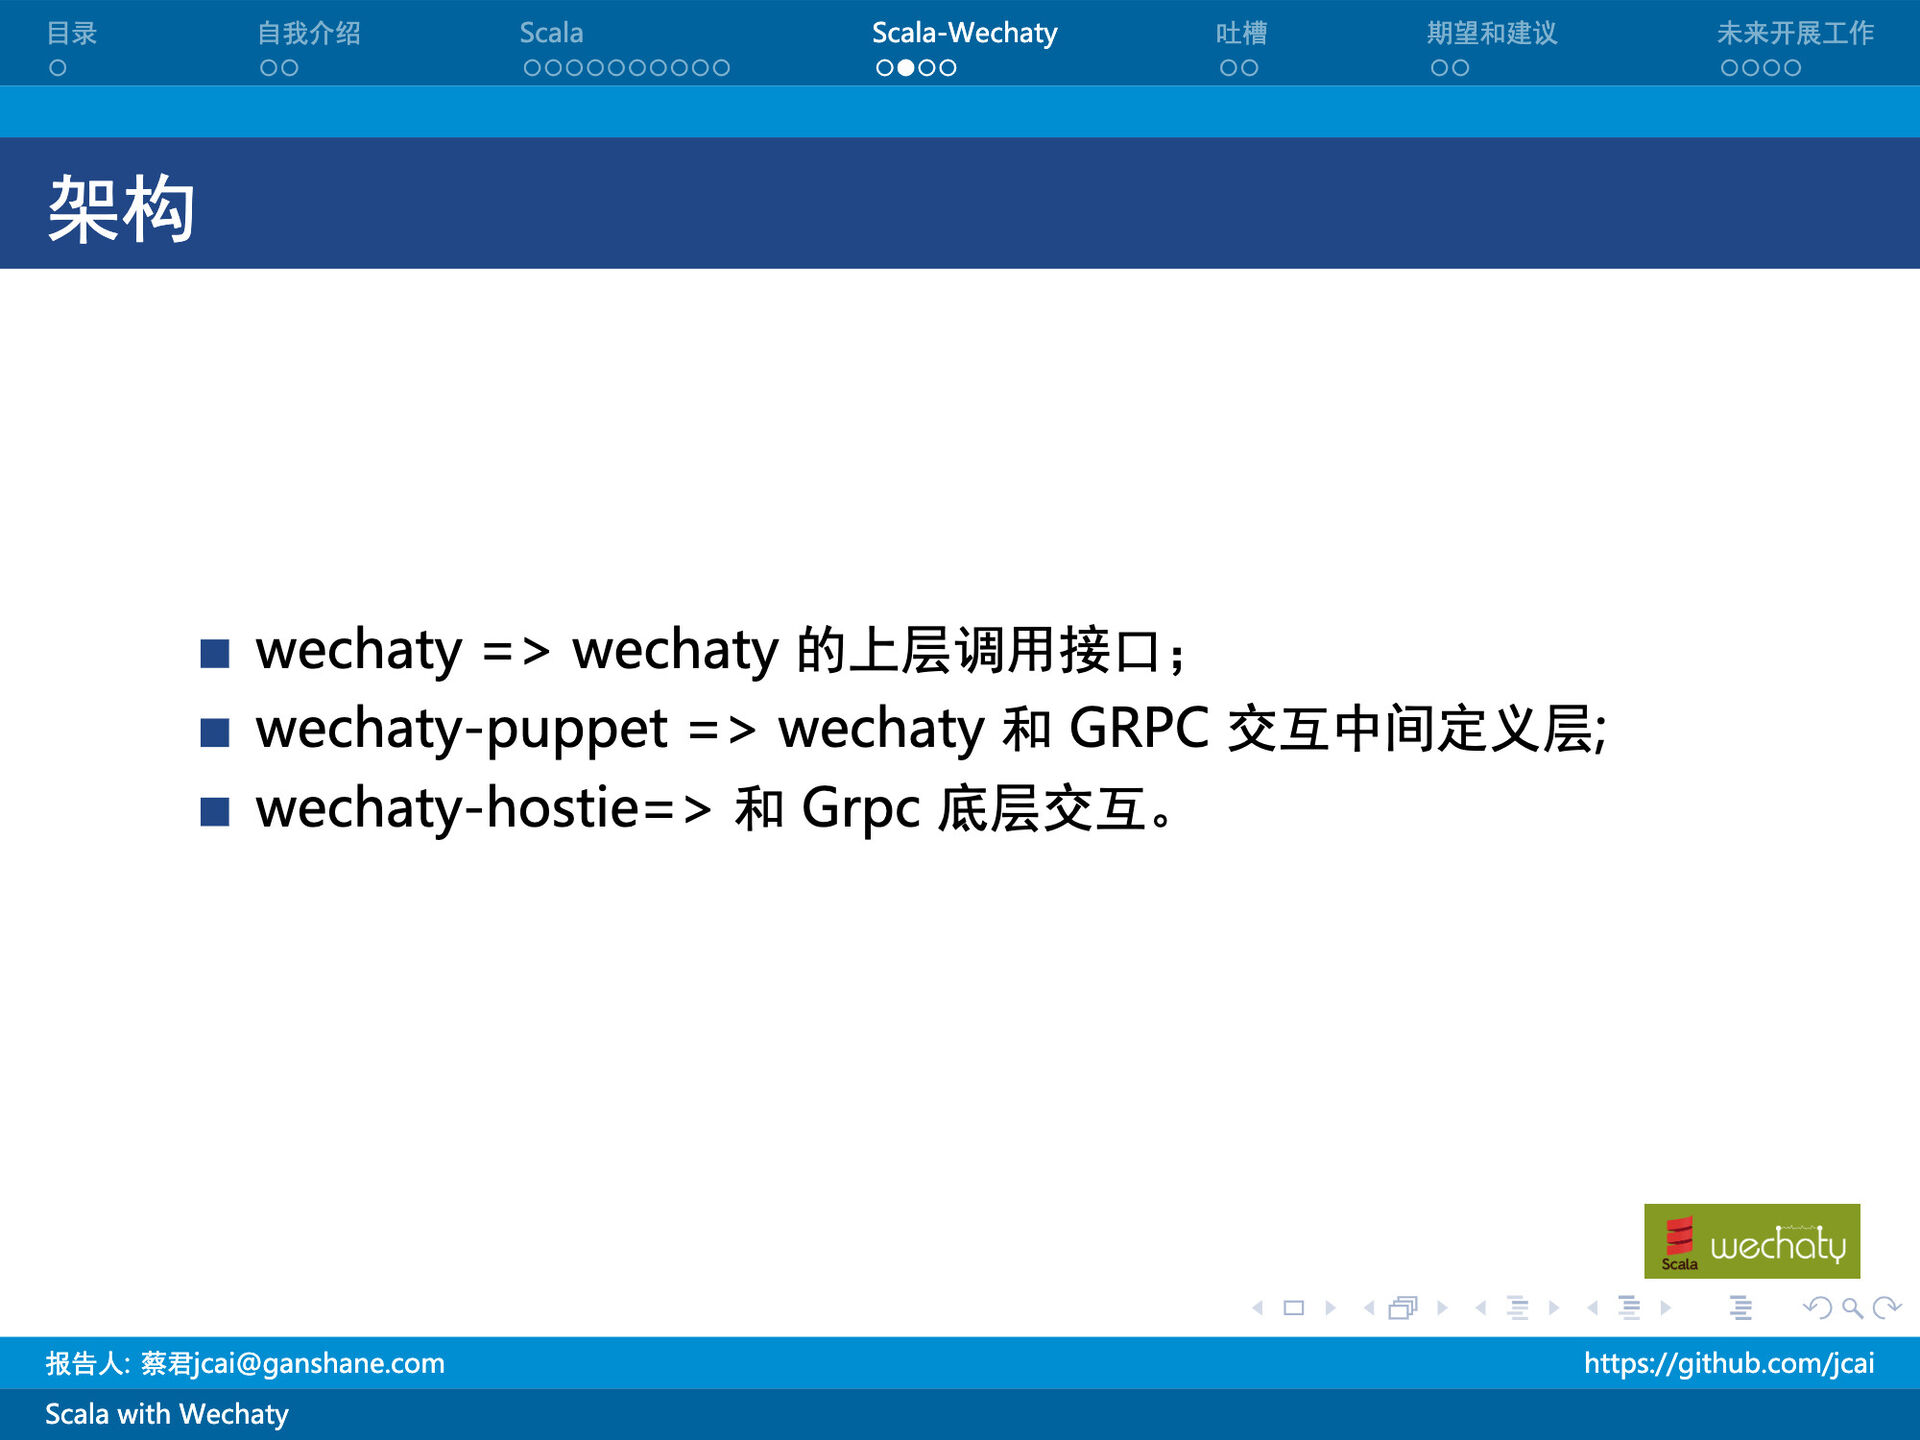 目录
自我介绍
Scala
Scala-Wechaty
吐槽
期望和建议
未来开展工作
架构
wechaty => wechaty 的上层调用接口；
wechaty-puppet => wechaty 和 GRPC 交互中间定义层;
wechaty-hostie=> 和 Grpc 底层交互。
Scala
wechaty
报告人: 蔡君jcai@ganshane.com
https://github.com/jcai
Scala with Wechaty